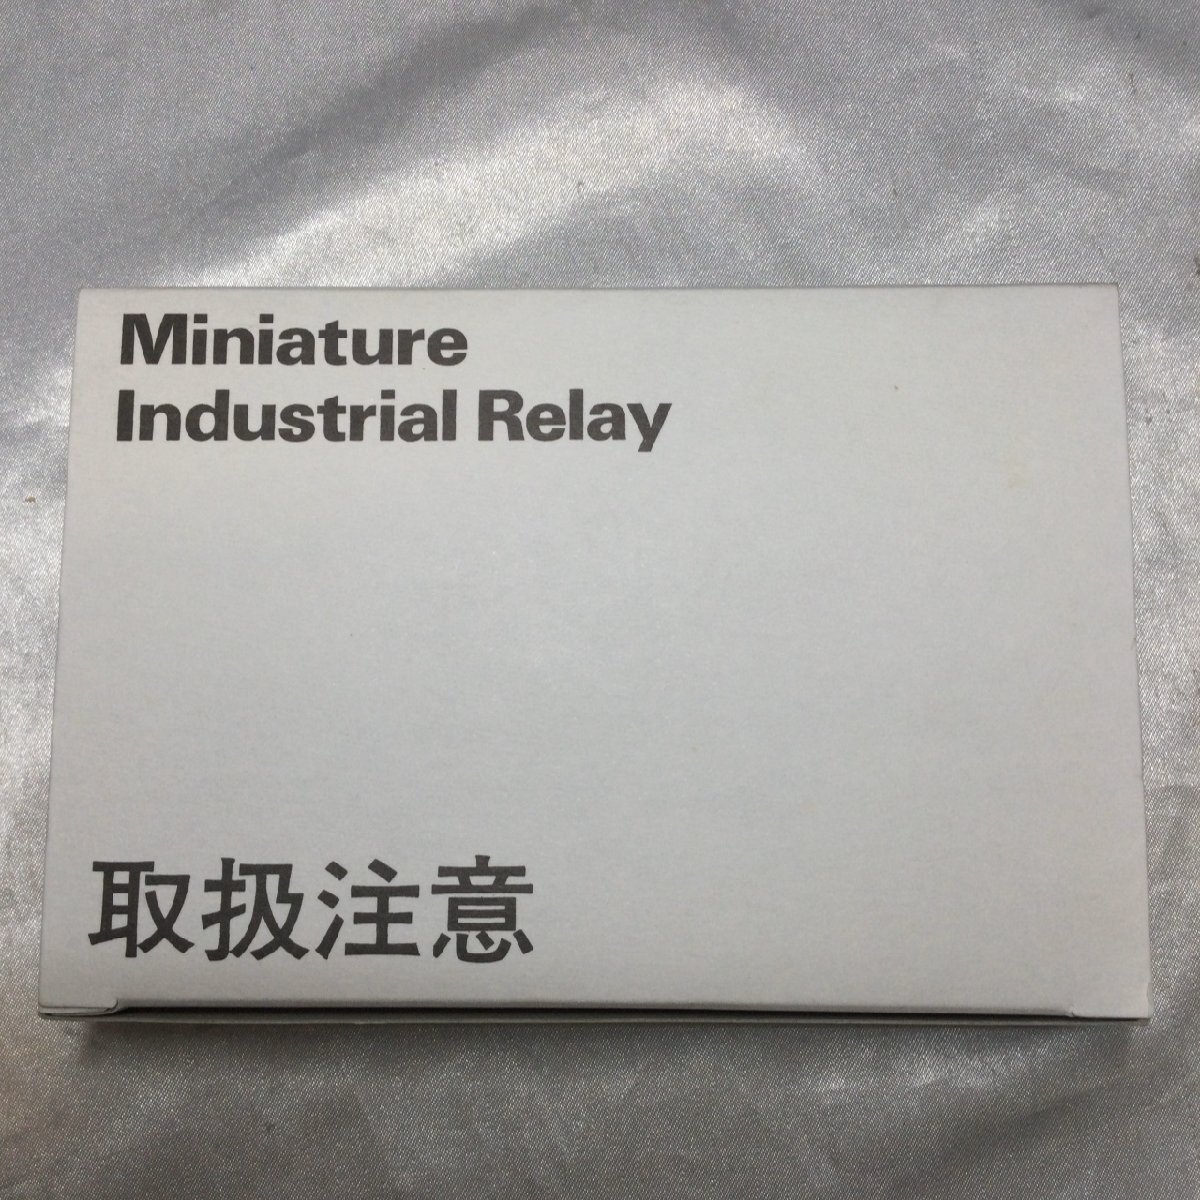 Miniature
Industrial Relay
取扱注意